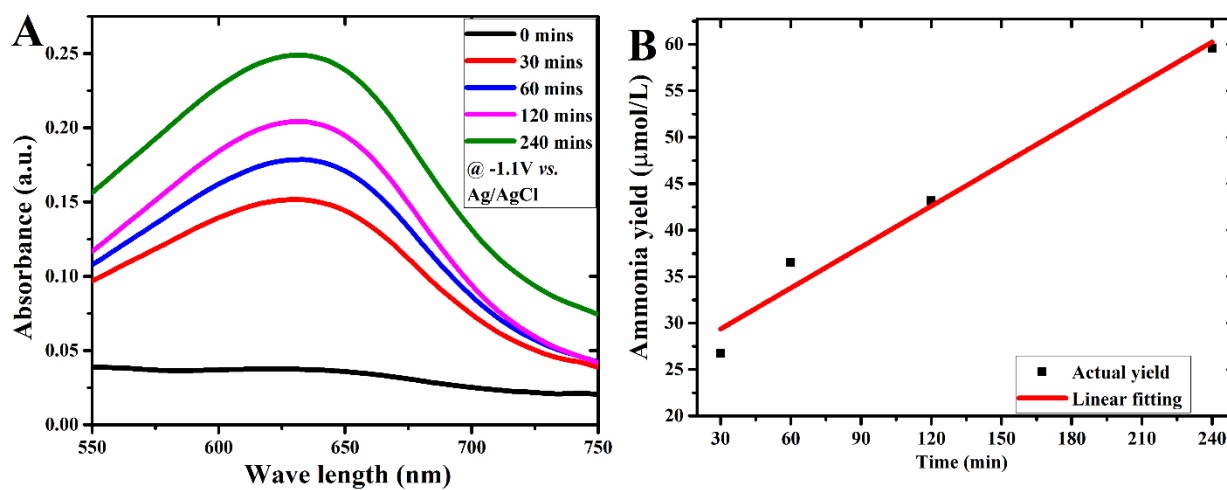 A
Absorbance (a.u.)
0.25
0.20
0.15
0.10
0.05
0.00
550 600 650 700 750
Wave length (nm)
0 mins
30 mins
60 mins
120 mins
240 mins
@ -1.1V vs.
Ag/AgCl
B
Ammonia yield (μmol/L)
60
55
50
45
40
35
30
25
20
30 60 90 120 150 180 210 240
Time (min)
Actual yield
Linear fitting